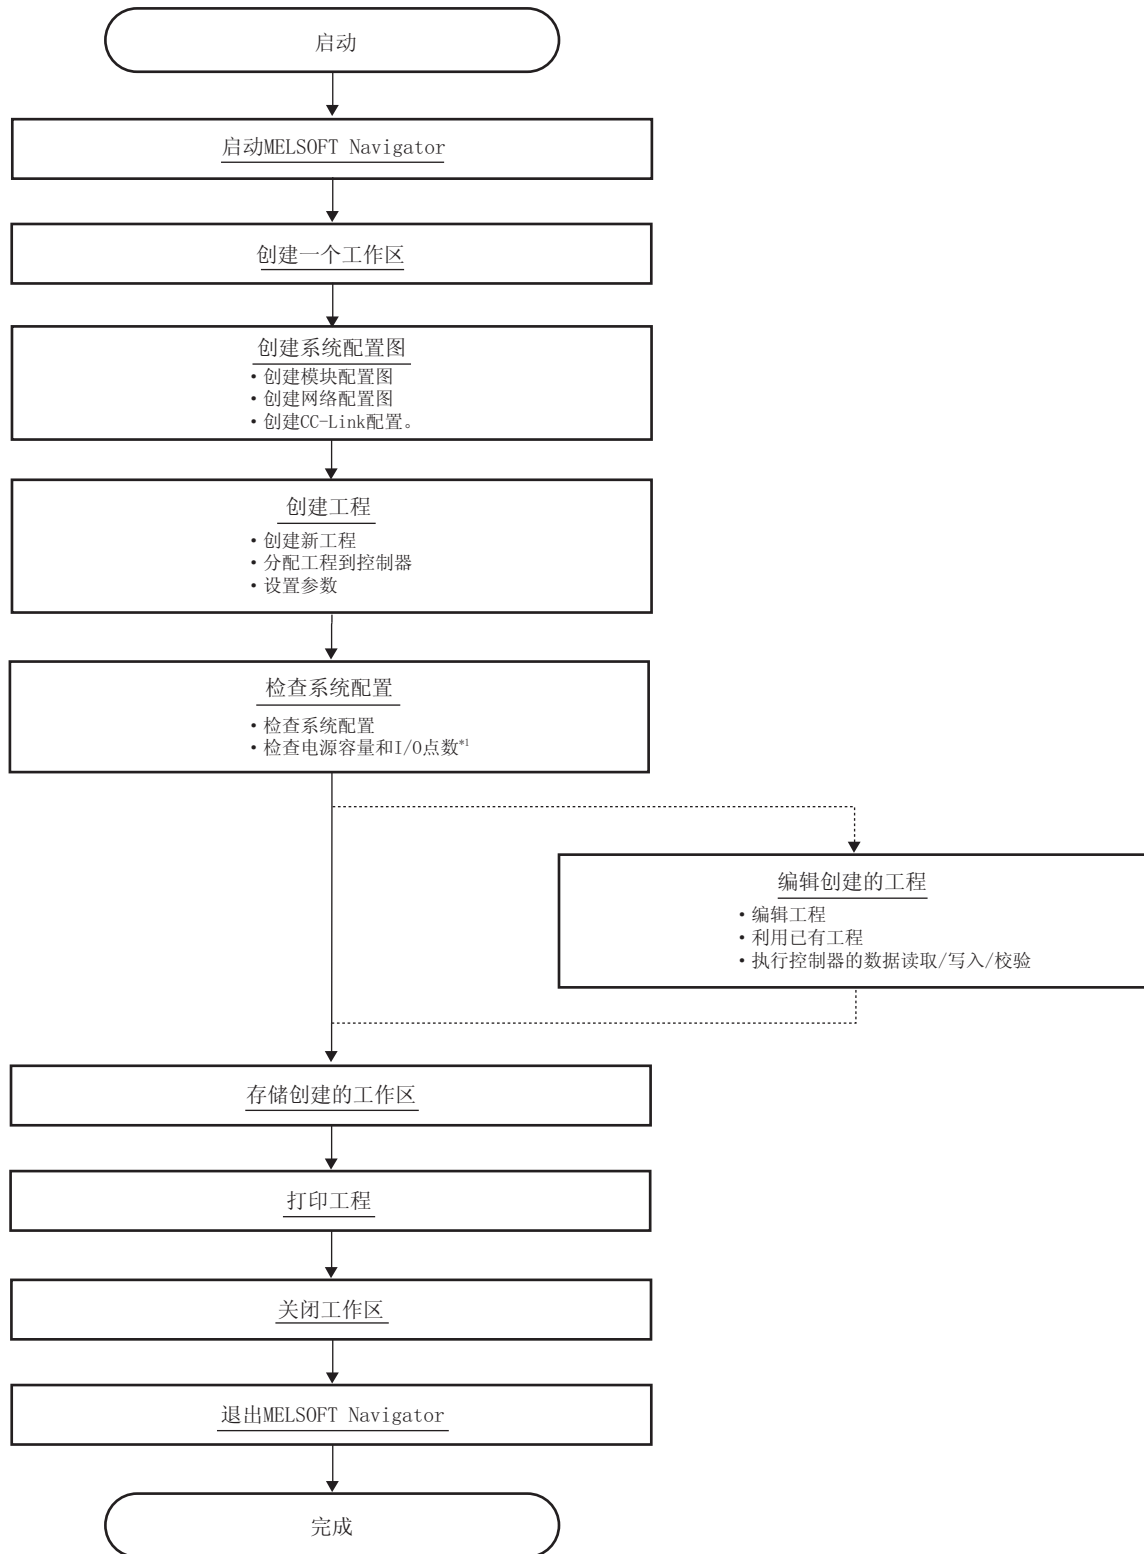 启动
启动MELSOFT Navigator
创建一个工作区
创建系统配置图
•创建模块配置图
•创建网络配置图
•创建CC-Link配置。
创建工程
•创建新工程
•分配工程到控制器
•设置参数
检查系统配置
•检查系统配置
•检查电源容量和I/O点数*1
编辑创建的工程
•编辑工程
•利用已有工程
•执行控制器的数据读取/写入/校验
存储创建的工作区
打印工程
关闭工作区
退出MELSOFT Navigator
完成